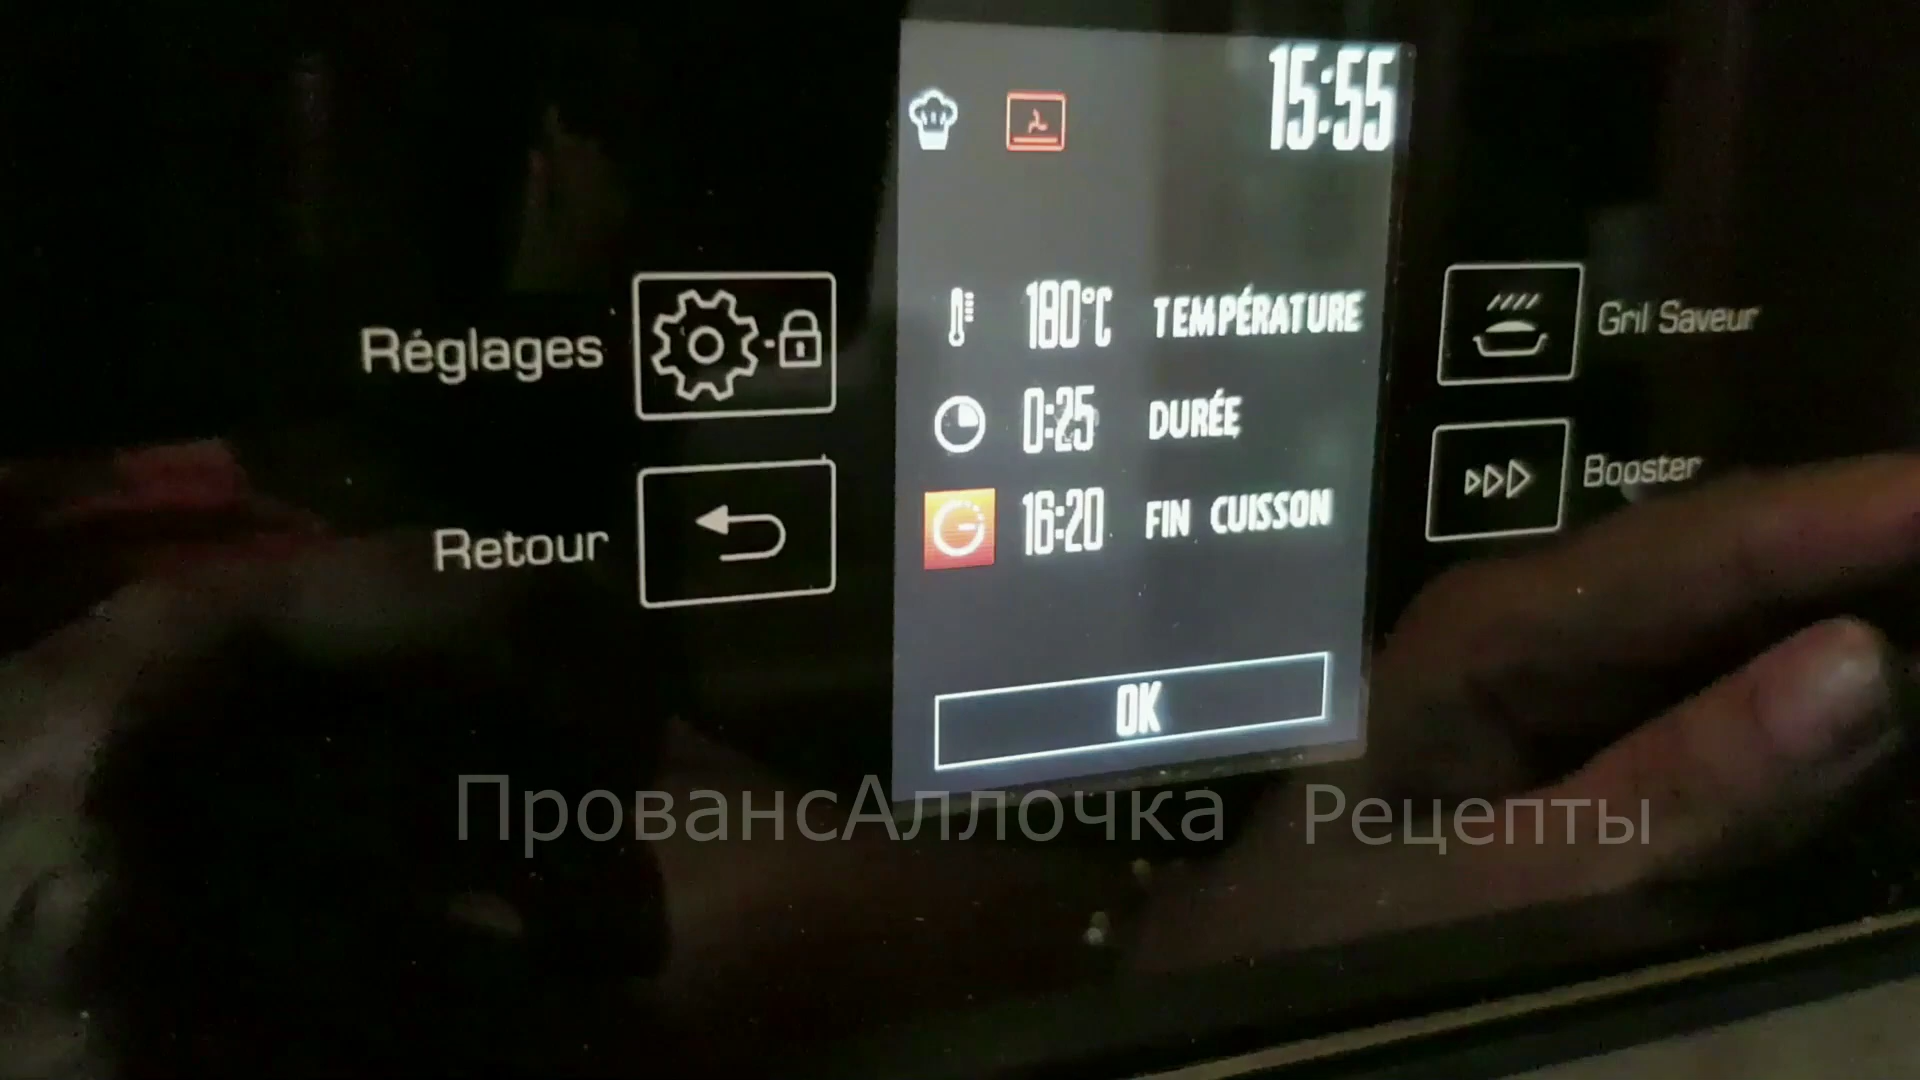 15:55
180°C TEMPÉRATURE
0:25 DURÉE
16:20 FIN CUISSON
OK
Réglages
Retour
Gril Saveur
Booster
ПровансАллочка Рецепты